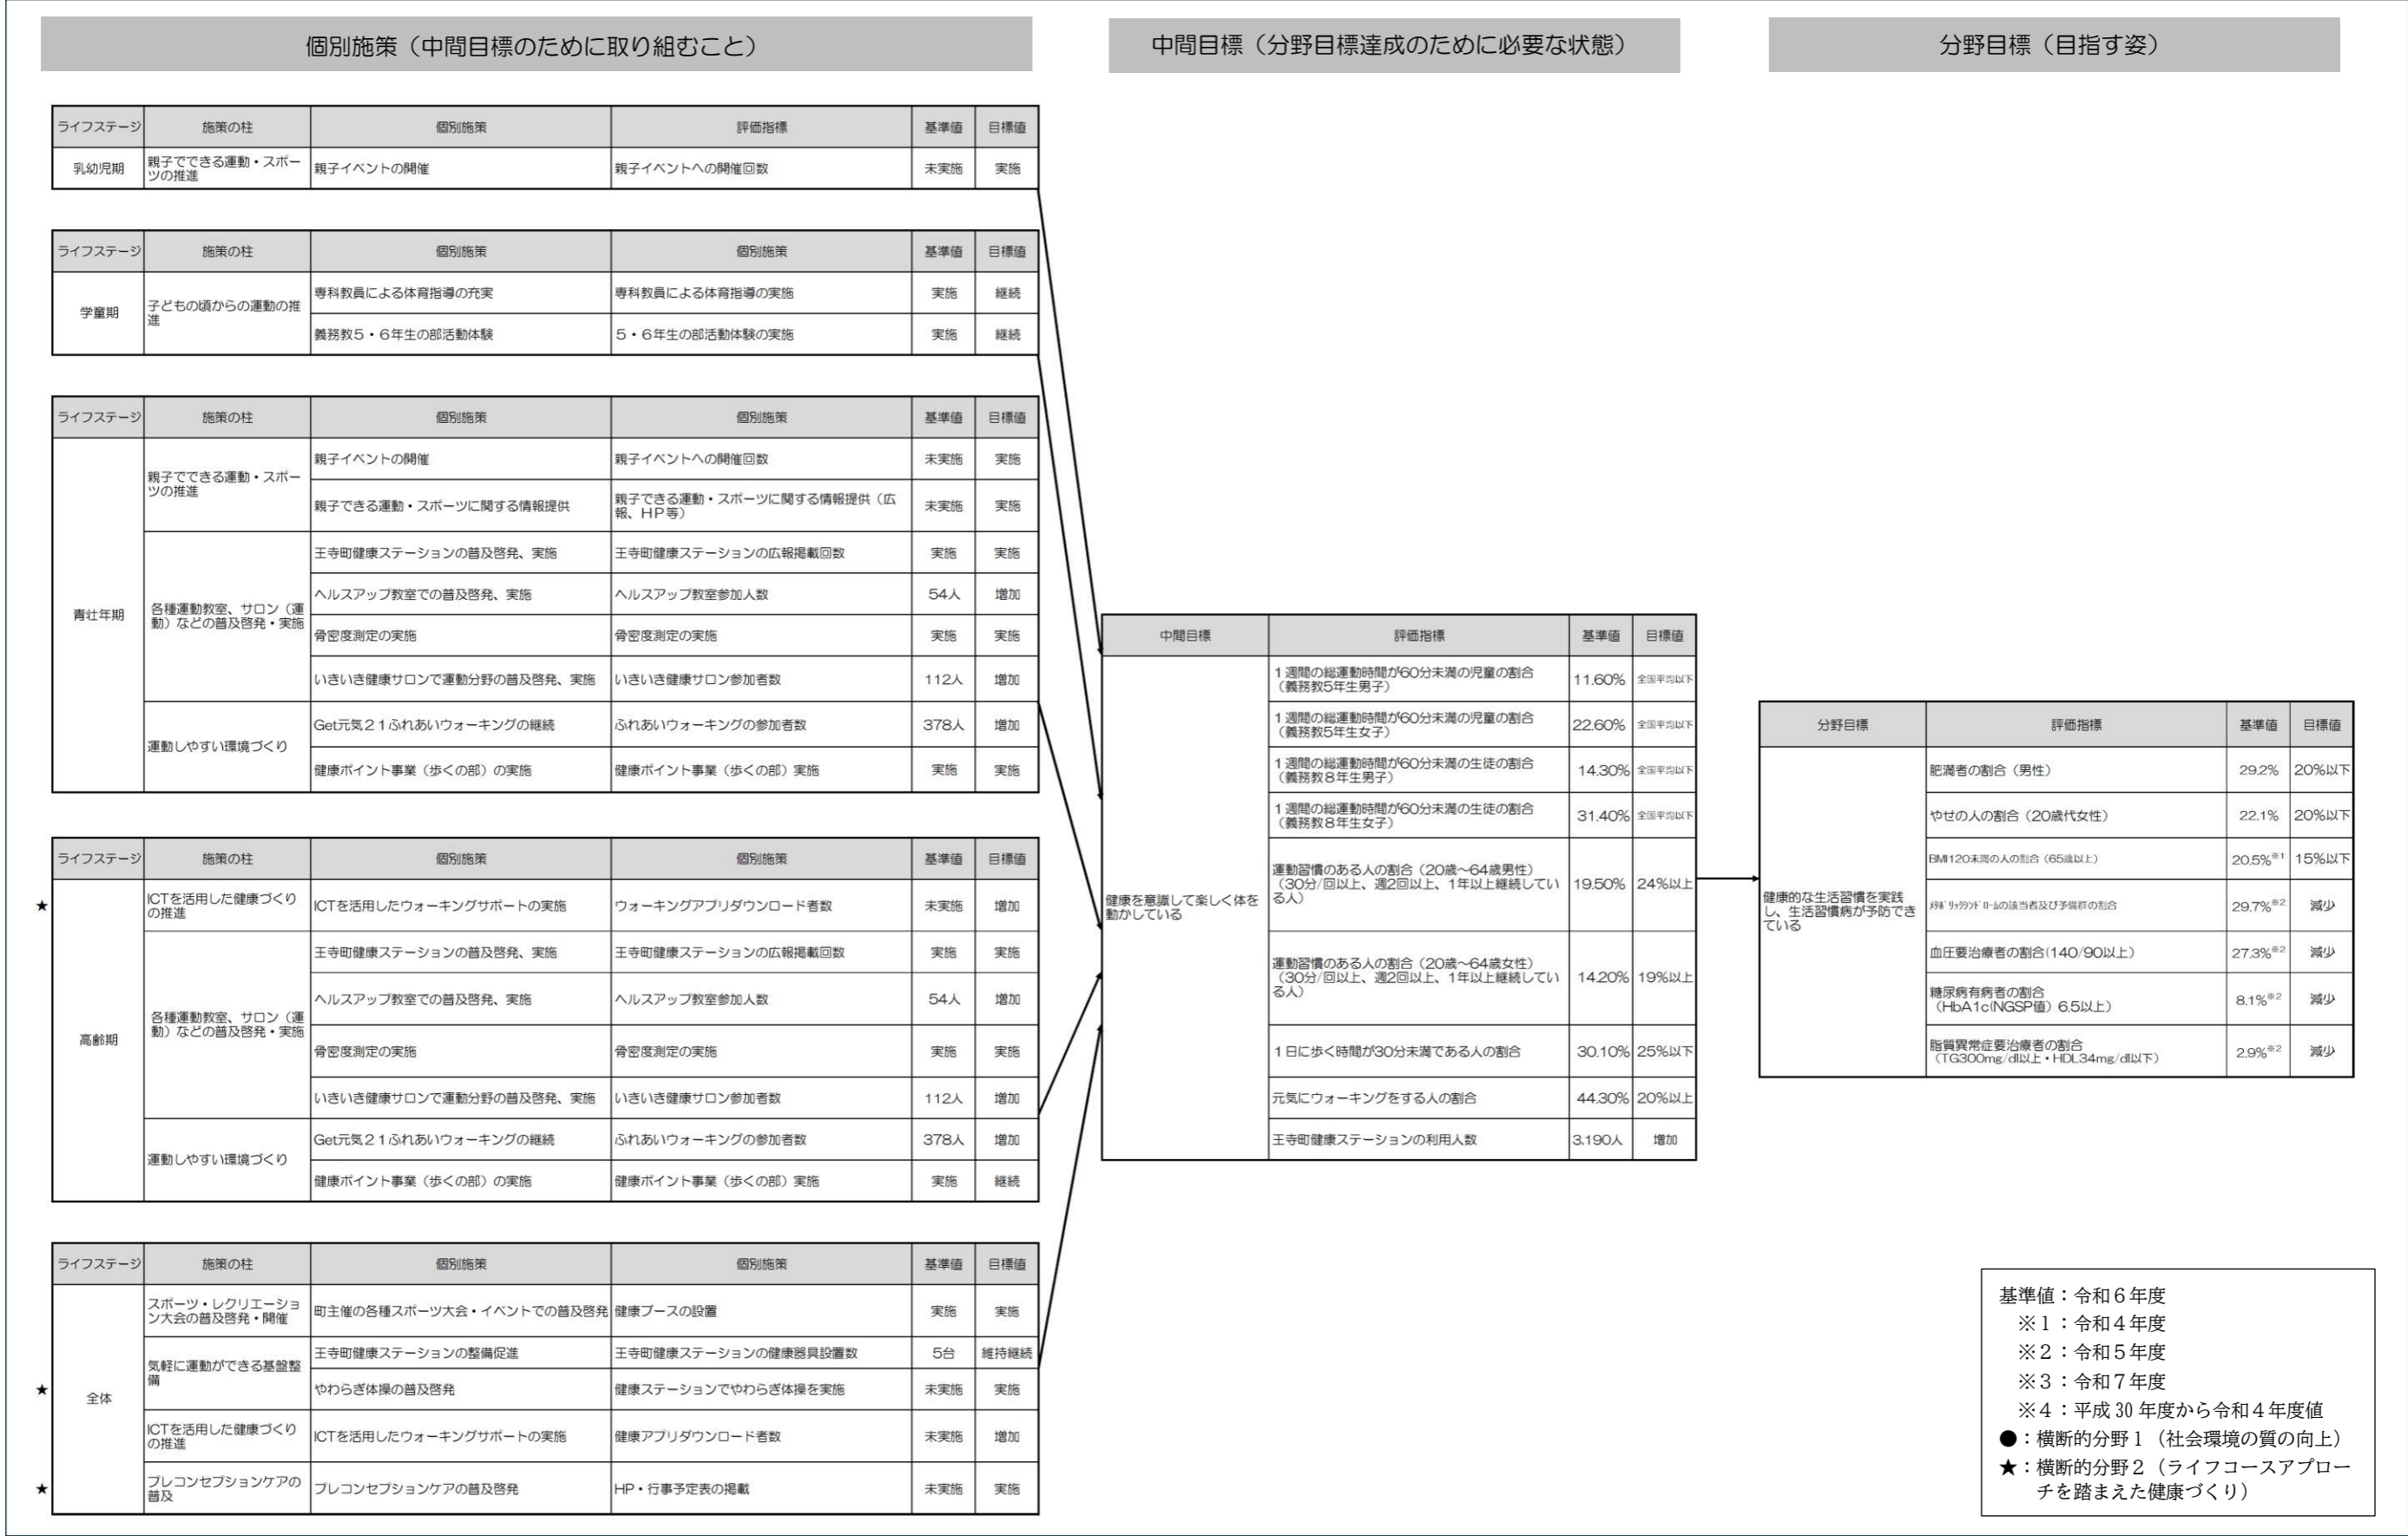 個別施策（中間目標のために取り組むこと）
中間目標（分野目標達成のために必要な状態）
分野目標（目指す姿）
ライフステージ 施策の柱 個別施策 評価指標 基準値 目標値
乳幼児期 親子でできる運動・スポー
ツの推進 親子イベントの開催 親子イベントへの開催回数 未実施 実施
ライフステージ 施策の柱 個別施策 個別施策 基準値 目標値
学童期 子どもの頃からの運動の推
進
専科教員による体育指導の充実 専科教員による体育指導の実施 実施 継続
義務教５・６年生の部活動体験 ５・６年生の部活動体験の実施 実施 継続
ライフステージ 施策の柱 個別施策 個別施策 基準値 目標値
青壮年期
親子でできる運動・スポー
ツの推進
親子イベントの開催 親子イベントへの開催回数 未実施 実施
親子できる運動・スポーツに関する情報提供 親子できる運動・スポーツに関する情報提供（広
報、ＨＰ等） 未実施 実施
各種運動教室、サロン（運
動）などの普及啓発・実施
王寺町健康ステーションの普及啓発、実施 王寺町健康ステーションの広報掲載回数 実施 実施
ヘルスアップ教室での普及啓発、実施 ヘルスアップ教室参加人数 54人 増加
骨密度測定の実施 骨密度測定の実施 実施 実施
いきいき健康サロンで運動分野の普及啓発、実施 いきいき健康サロン参加者数 112人 増加
運動しやすい環境づくり
Get元気２１ふれあいウォーキングの継続 ふれあいウォーキングの参加者数 378人 増加
健康ポイント事業（歩くの部）の実施 健康ポイント事業（歩くの部）実施 実施 実施
ライフステージ 施策の柱 個別施策 個別施策 基準値 目標値
高齢期
★ ICTを活用した健康づくり
の推進 ICTを活用したウォーキングサポートの実施 ウォーキングアプリダウンロード者数 未実施 増加
各種運動教室、サロン（運
動）などの普及啓発・実施
王寺町健康ステーションの普及啓発、実施 王寺町健康ステーションの広報掲載回数 実施 実施
ヘルスアップ教室での普及啓発、実施 ヘルスアップ教室参加人数 54人 増加
骨密度測定の実施 骨密度測定の実施 実施 実施
いきいき健康サロンで運動分野の普及啓発、実施 いきいき健康サロン参加者数 112人 増加
運動しやすい環境づくり
Get元気２１ふれあいウォーキングの継続 ふれあいウォーキングの参加者数 378人 増加
健康ポイント事業（歩くの部）の実施 健康ポイント事業（歩くの部）実施 実施 継続
ライフステージ 施策の柱 個別施策 個別施策 基準値 目標値
全体
スポーツ・レクリエーショ
ン大会の普及啓発・開催 町主催の各種スポーツ大会・イベントでの普及啓発 健康ブースの設置 実施 実施
気軽に運動ができる基盤整
備
王寺町健康ステーションの整備促進 王寺町健康ステーションの健康器具設置数 5台 維持継続
★ やわらぎ体操の普及啓発 健康ステーションでやわらぎ体操を実施 未実施 実施
ICTを活用した健康づくり
の推進 ICTを活用したウォーキングサポートの実施 健康アプリダウンロード者数 未実施 増加
★ プレコンセプションケアの
普及 プレコンセプションケアの普及啓発 HP・行事予定表の掲載 未実施 実施
中間目標 評価指標 基準値 目標値
健康を意識して楽しく体を
動かしている
１週間の総運動時間が60分未満の児童の割合
（義務教5年生男子） 11.60% 全国平均以下
１週間の総運動時間が60分未満の児童の割合
（義務教5年生女子） 22.60% 全国平均以下
１週間の総運動時間が60分未満の生徒の割合
（義務教８年生男子） 14.30% 全国平均以下
１週間の総運動時間が60分未満の生徒の割合
（義務教８年生女子） 31.40% 全国平均以下
運動習慣のある人の割合（20歳～64歳男性）
（30分/回以上、週2回以上、1年以上継続してい
る人） 19.50% 24%以上
運動習慣のある人の割合（20歳～64歳女性）
（30分/回以上、週2回以上、1年以上継続してい
る人） 14.20% 19%以上
１日に歩く時間が30分未満である人の割合 30.10% 25%以下
元気にウォーキングをする人の割合 44.30% 20%以上
王寺町健康ステーションの利用人数 3,190人 増加
分野目標 評価指標 基準値 目標値
健康的な生活習慣を実践
し、生活習慣病が予防でき
ている
肥満者の割合（男性） 29.2% 20%以下
やせの人の割合（20歳代女性） 22.1% 20%以下
BMI120未満の人の割合（65歳以上） 20.5%※1 15%以下
ﾒﾀﾎﾞﾘｯｸｼﾝﾄﾞﾛｰﾑの該当者及び予備群の割合 29.7%※2 減少
血圧要治療者の割合(140/90以上） 27.3%※2 減少
糖尿病有病者の割合
（HbA1c(NGSP値）6.5以上） 8.1%※2 減少
脂質異常症要治療者の割合
（TG300mg/dl以上・HDL34mg/dl以下） 2.9%※2 減少
基準値：令和６年度
※１：令和４年度
※２：令和５年度
※３：令和７年度
※４：平成30年度から令和４年度値
●：横断的分野１（社会環境の質の向上）
★：横断的分野２（ライフコースアプロー
チを踏まえた健康づくり）